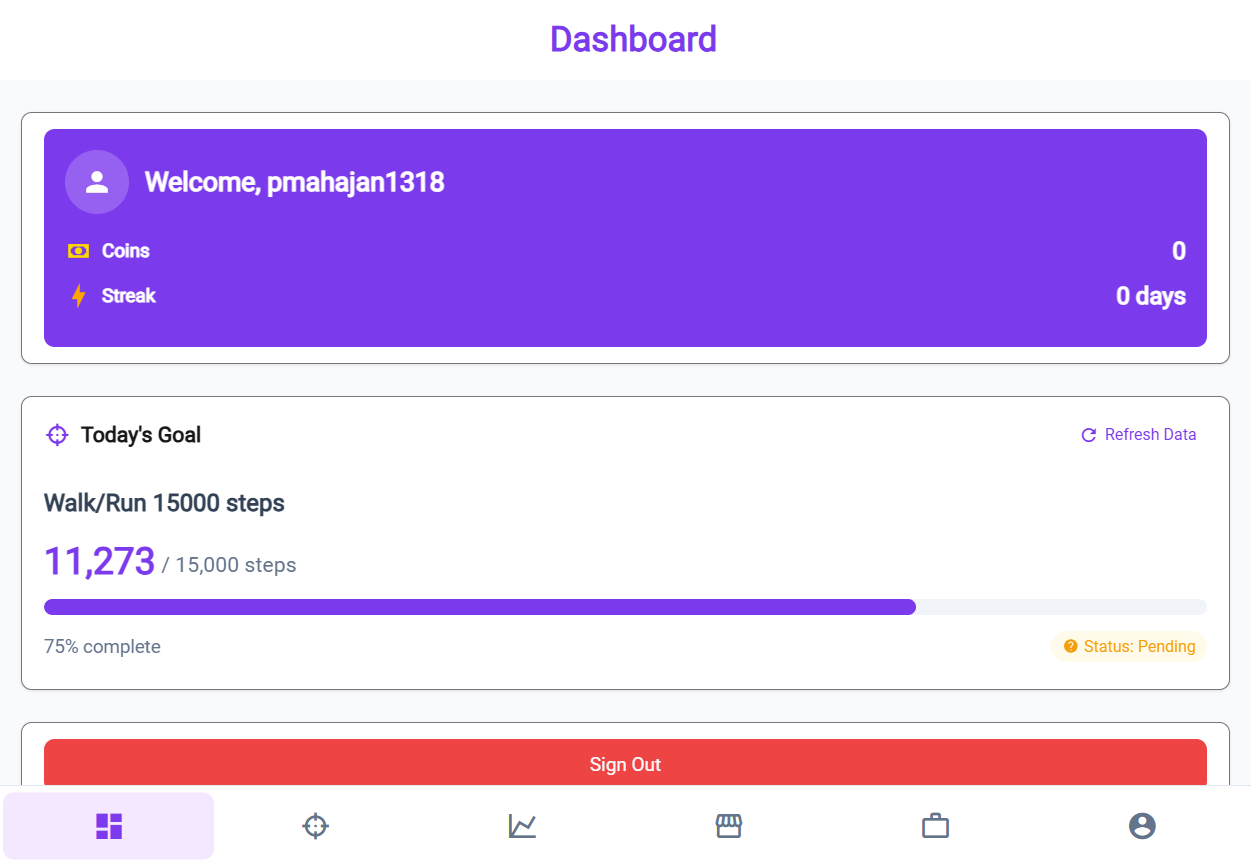 Dashboard
Welcome, pmahajan1318
Coins 0
Streak 0 days
Today's Goal Refresh Data
Walk/Run 15000 steps
11,273 / 15,000 steps
75% complete Status: Pending
Sign Out